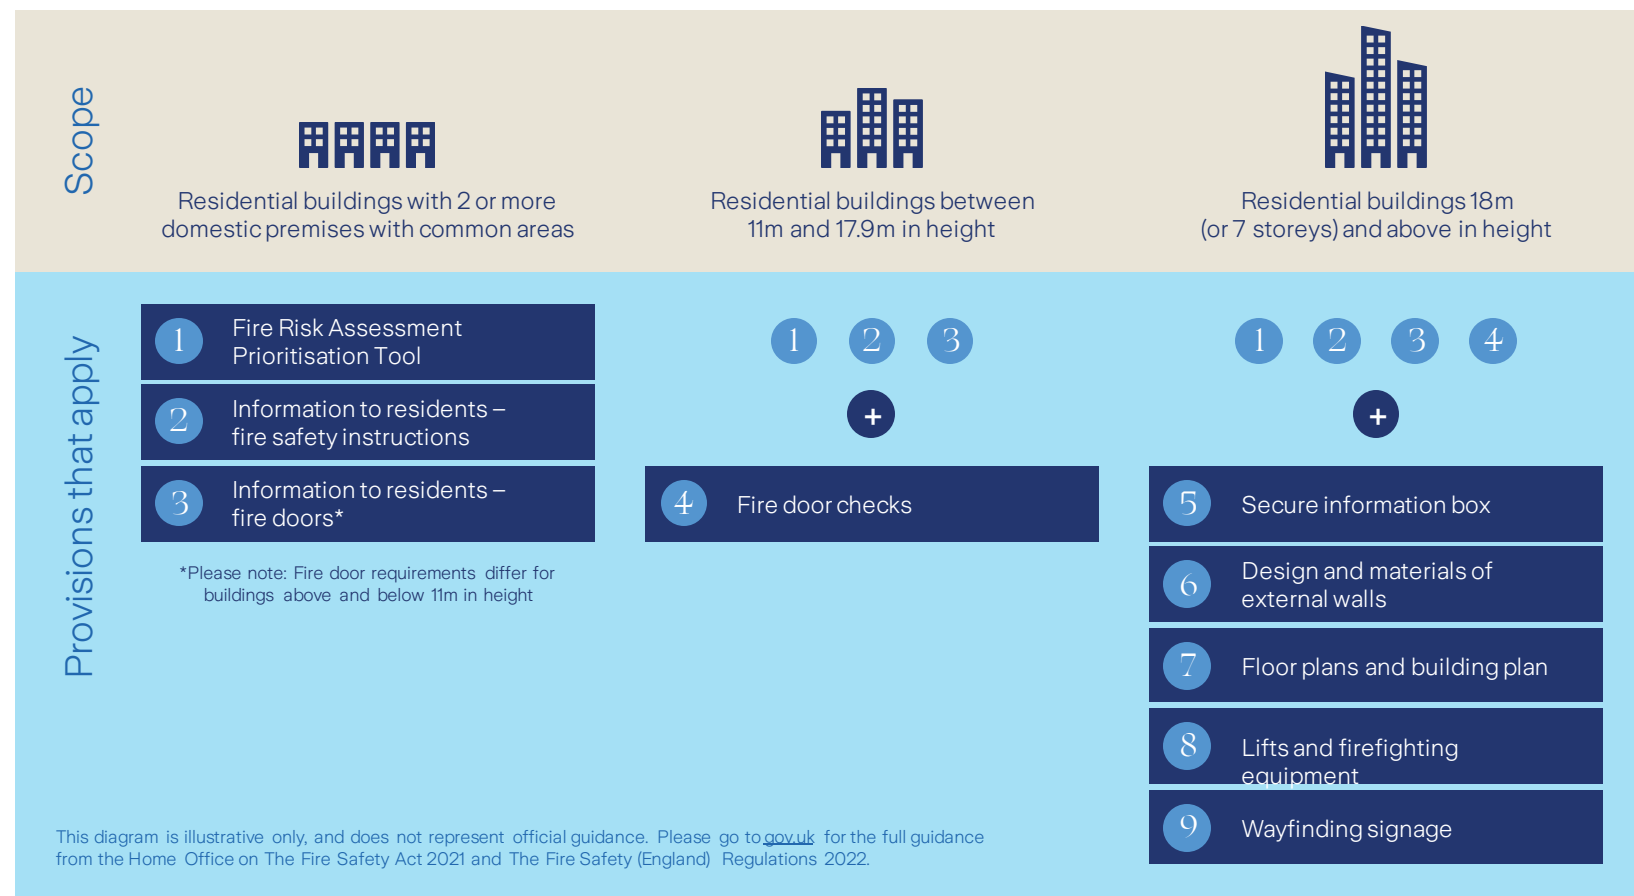 Scope
Residential buildings with 2 or more
domestic premises with common areas
Residential buildings between
11m and 17.9m in height
Residential buildings 18m
(or 7 storeys) and above in height
Provisions that apply
1
Fire Risk Assessment
Prioritisation Tool
2
Information to residents –
fire safety instructions
3
Information to residents –
fire doors*
*Please note: Fire door requirements differ for
buildings above and below 11m in height
1 2 3
+
4 Fire door checks
1 2 3 4
+
5 Secure information box
6
Design and materials of
external walls
7 Floor plans and building plan
8
Lifts and firefighting
equipment
9 Wayfinding signage
This diagram is illustrative only, and does not represent official guidance. Please go to gov.uk for the full guidance
from the Home Office on The Fire Safety Act 2021 and The Fire Safety (England) Regulations 2022.